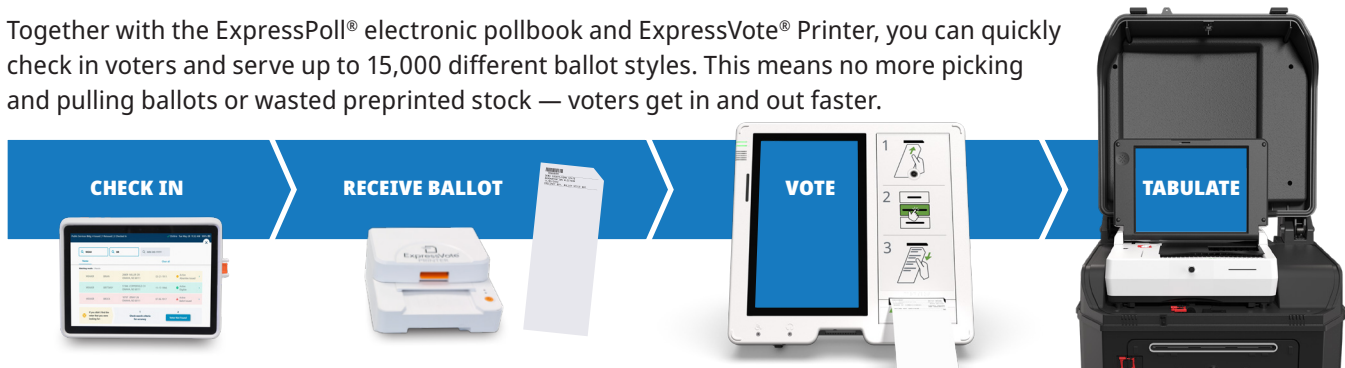 Together with the ExpressPoll® electronic pollbook and ExpressVote® Printer, you can quickly
check in voters and serve up to 15,000 different ballot styles. This means no more picking
and pulling ballots or wasted preprinted stock — voters get in and out faster.
CHECK IN
RECEIVE BALLOT
VOTE
TABULATE
ExpressVote
1
2
3